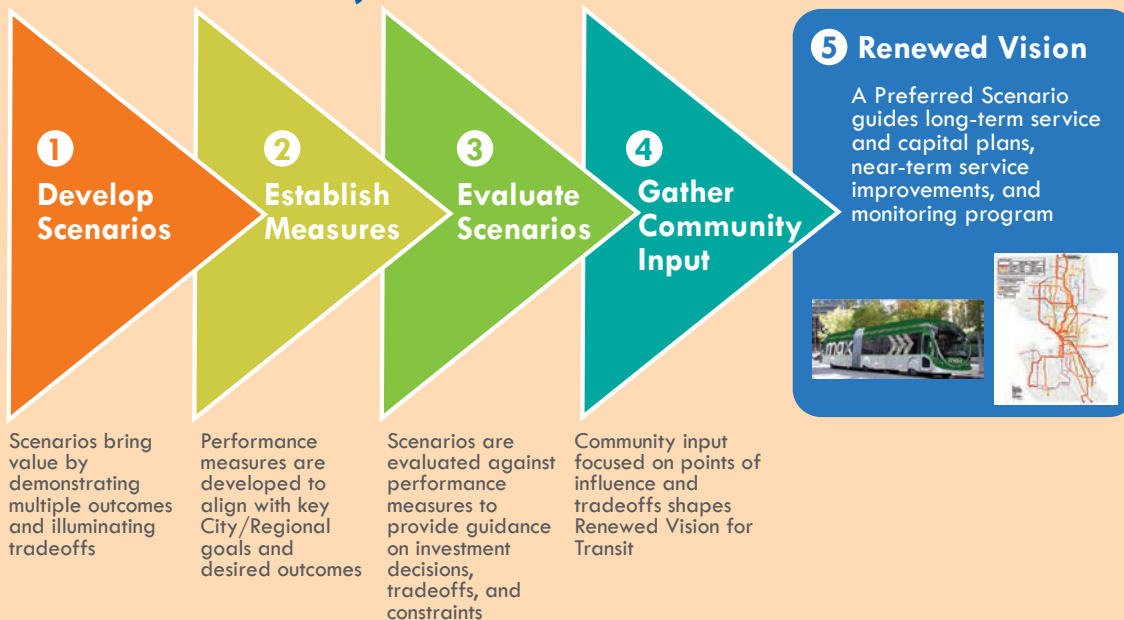 1
Develop
Scenarios
2
Establish
Measures
3
Evaluate
Scenarios
4
Gather
Community
Input
5 Renewed Vision
A Preferred Scenario
guides long-term service
and capital plans,
near-term service
improvements, and
monitoring program
max
Scenarios bring
value by
demonstrating
multiple outcomes
and illuminating
tradeoffs
Performance
measures are
developed to
align with key
City/Regional
goals and
desired outcomes
Scenarios are
evaluated against
performance
measures to
provide guidance
on investment
decisions,
tradeoffs, and
constraints
Community input
focused on points of
influence and
tradeoffs shapes
Renewed Vision for
Transit